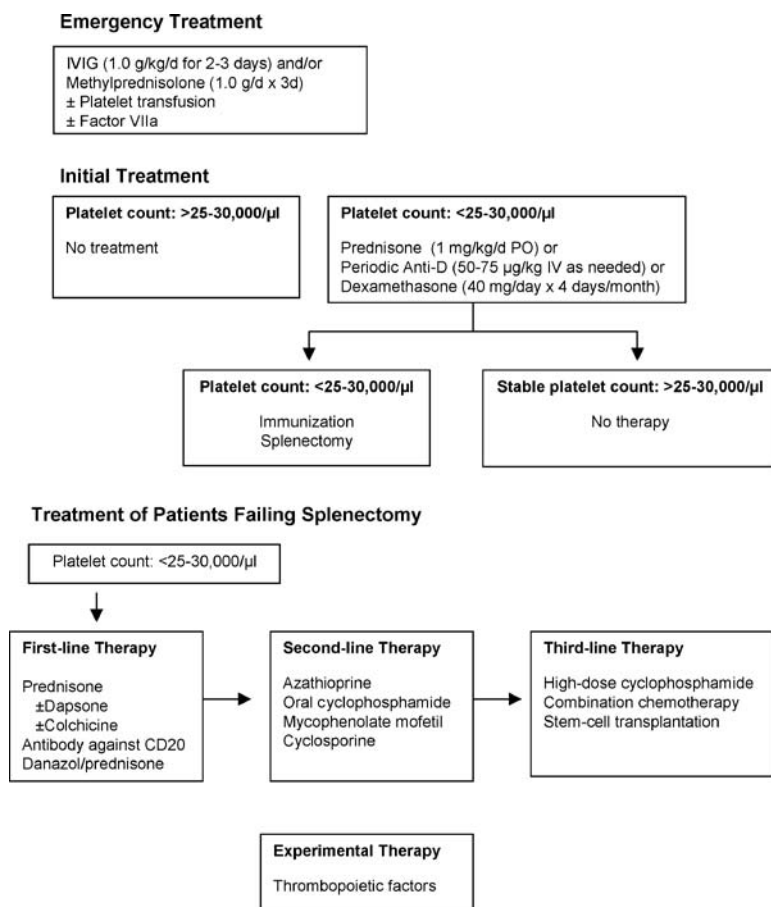 Emergency Treatment
IVIG (1.0 g/kg/d for 2-3 days) and/or
Methylprednisolone (1.0 g/d x 3d)
± Platelet transfusion
± Factor VIIa
Initial Treatment
Platelet count: >25-30,000/µl
No treatment
Platelet count: <25-30,000/µl
Prednisone (1 mg/kg/d PO) or
Periodic Anti-D (50-75 µg/kg IV as needed) or
Dexamethasone (40 mg/day x 4 days/month)
Platelet count: <25-30,000/µl
Immunization
Splenectomy
Stable platelet count: >25-30,000/µl
No therapy
Treatment of Patients Failing Splenectomy
Platelet count: <25-30,000/µl
First-line Therapy
Prednisone
±Dapsone
±Colchicine
Antibody against CD20
Danazol/prednisone
Second-line Therapy
Azathioprine
Oral cyclophosphamide
Mycophenolate mofetil
Cyclosporine
Third-line Therapy
High-dose cyclophosphamide
Combination chemotherapy
Stem-cell transplantation
Experimental Therapy
Thrombopoietic factors